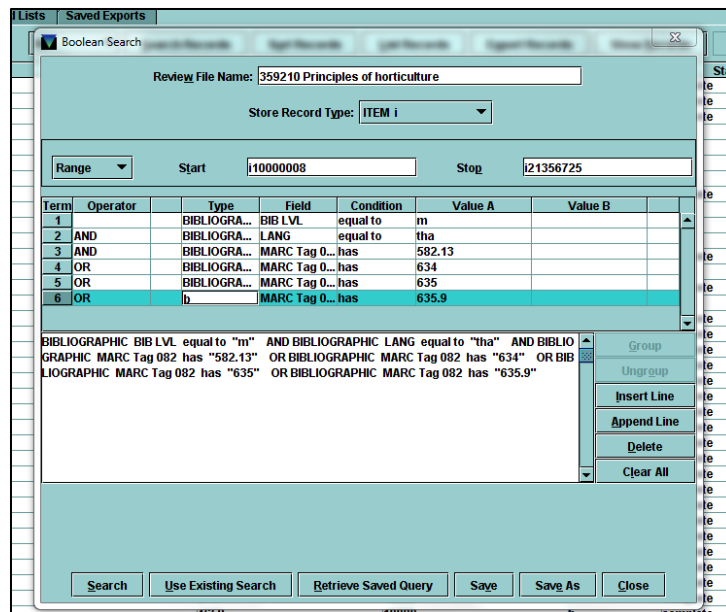 Lists Saved Exports
Boolean Search
Review File Name: 359210 Principles of horticulture
Store Record Type: ITEM i
Range Start i10000008 Stop i21356725
Term Operator Type Field Condition Value A Value B
1 BIBLIOGRA... BIB LVL equal to m
2 AND BIBLIOGRA... LANG equal to tha
3 AND BIBLIOGRA... MARC Tag 0... has 582.13
4 OR BIBLIOGRA... MARC Tag 0... has 634
5 OR BIBLIOGRA... MARC Tag 0... has 635
6 OR b MARC Tag 0... has 635.9
BIBLIOGRAPHIC BIB LVL equal to "m" AND BIBLIOGRAPHIC LANG equal to "tha" AND BIBLIO
GRAPHIC MARC Tag 082 has "582.13" OR BIBLIOGRAPHIC MARC Tag 082 has "634" OR BIB
LIOGRAPHIC MARC Tag 082 has "635" OR BIBLIOGRAPHIC MARC Tag 082 has "635.9"
Group
Ungroup
Insert Line
Append Line
Delete
Clear All
Search Use Existing Search Retrieve Saved Query Save Save As Close